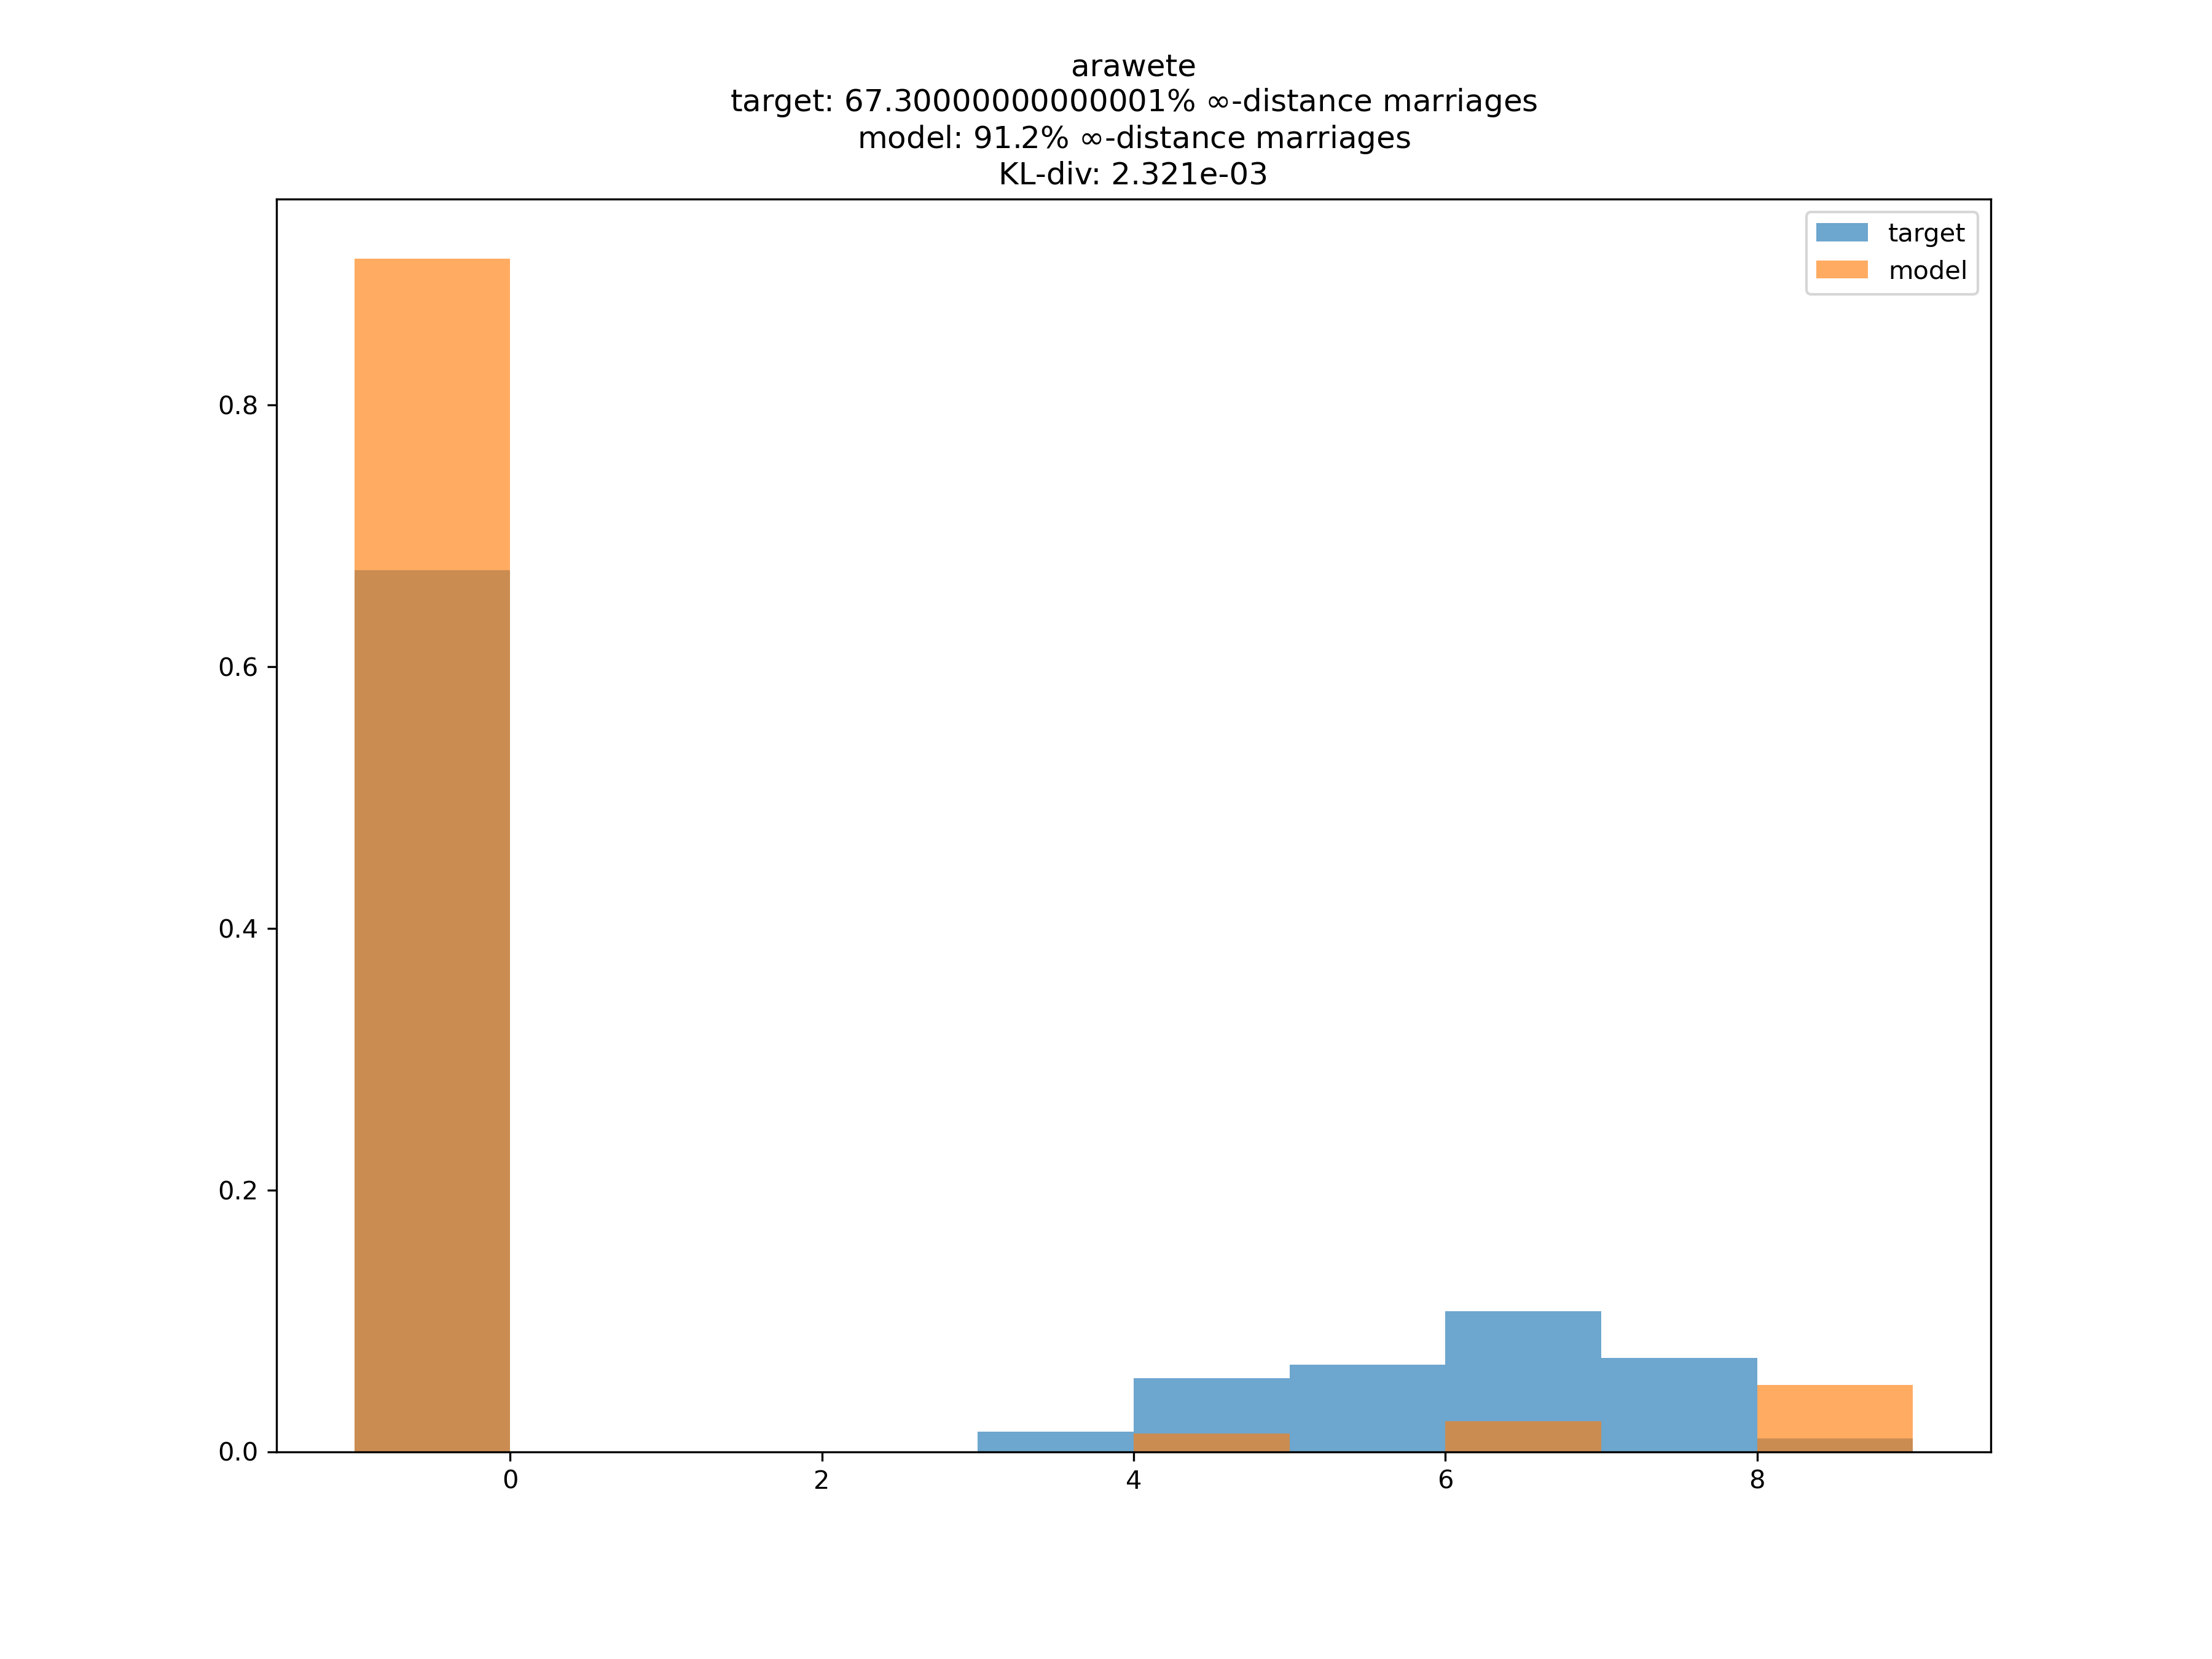 arawete
target: 67.30000000000001% ∞-distance marriages
model: 91.2% ∞-distance marriages
KL-div: 2.321e-03
target
model
0.8
0.6
0.4
0.2
0.0
0 2 4 6 8